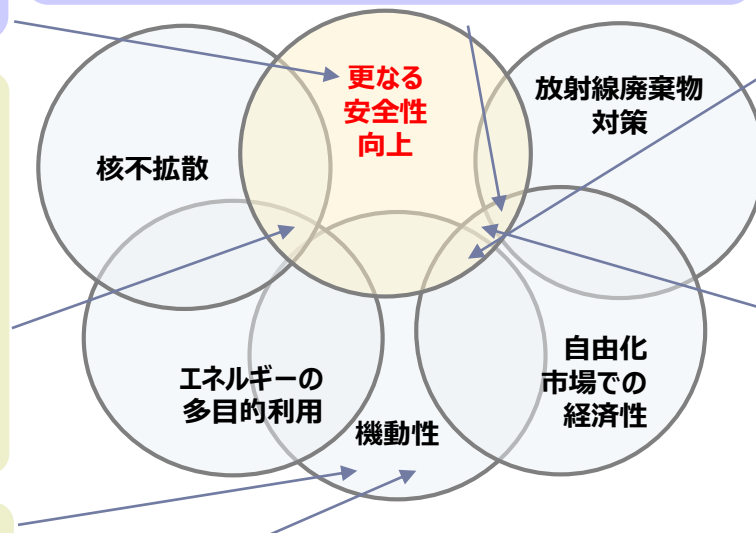 更なる
安全性
向上
放射線廃棄物
対策
核不拡散
自由化
市場での
経済性
エネルギーの
多目的利用
機動性